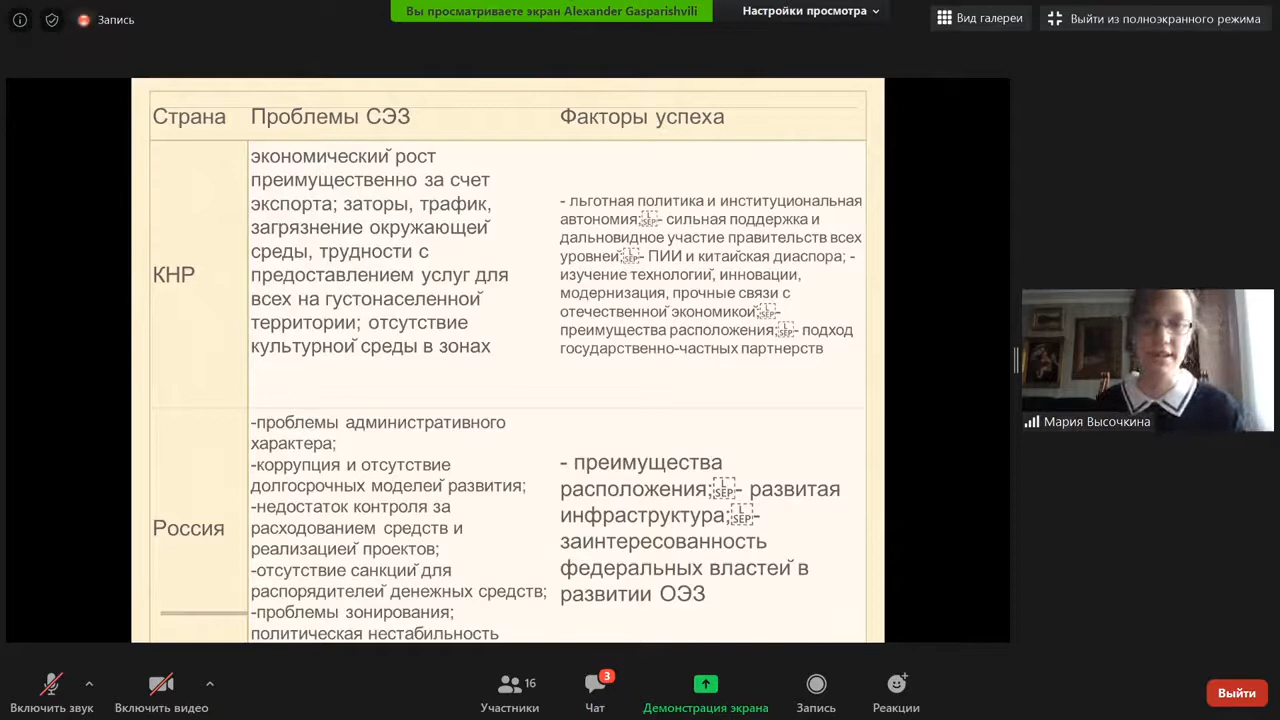 Запись
Вы просматриваете экран Alexander Gasparishvili
Настройки просмотра
Вид галереи
Выйти из полноэкранного режима
Страна
Проблемы СЭЗ
Факторы успеха
КНР
экономический рост
преимущественно за счет
экспорта; заторы, трафик,
загрязнение окружающей
среды, трудности с
предоставлением услуг для
всех на густонаселенной
территории; отсутствие
культурной среды в зонах
- льготная политика и институциональная
автономия;L SEP- сильная поддержка и
дальновидное участие правительств всех
уровней;L SEP- ПИИ и китайская диаспора; -
изучение технологий, инновации,
модернизация, прочные связи с
отечественной экономикой;L SEP-
преимущества расположения;L SEP- подход
государственно-частных партнерств
Россия
-проблемы административного
характера;
-коррупция и отсутствие
долгосрочных моделей развития;
-недостаток контроля за
расходованием средств и
реализацией проектов;
-отсутствие санкций для
распорядителей денежных средств;
-проблемы зонирования;
политическая нестабильность
- преимущества
расположения;L SEP- развитая
инфраструктура;L SEP-
заинтересованность
федеральных властей в
развитии ОЭЗ
Мария Высочкина
Включить звук
Включить видео
16
Участники
3
Чат
Демонстрация экрана
Запись
Реакции
Выйти